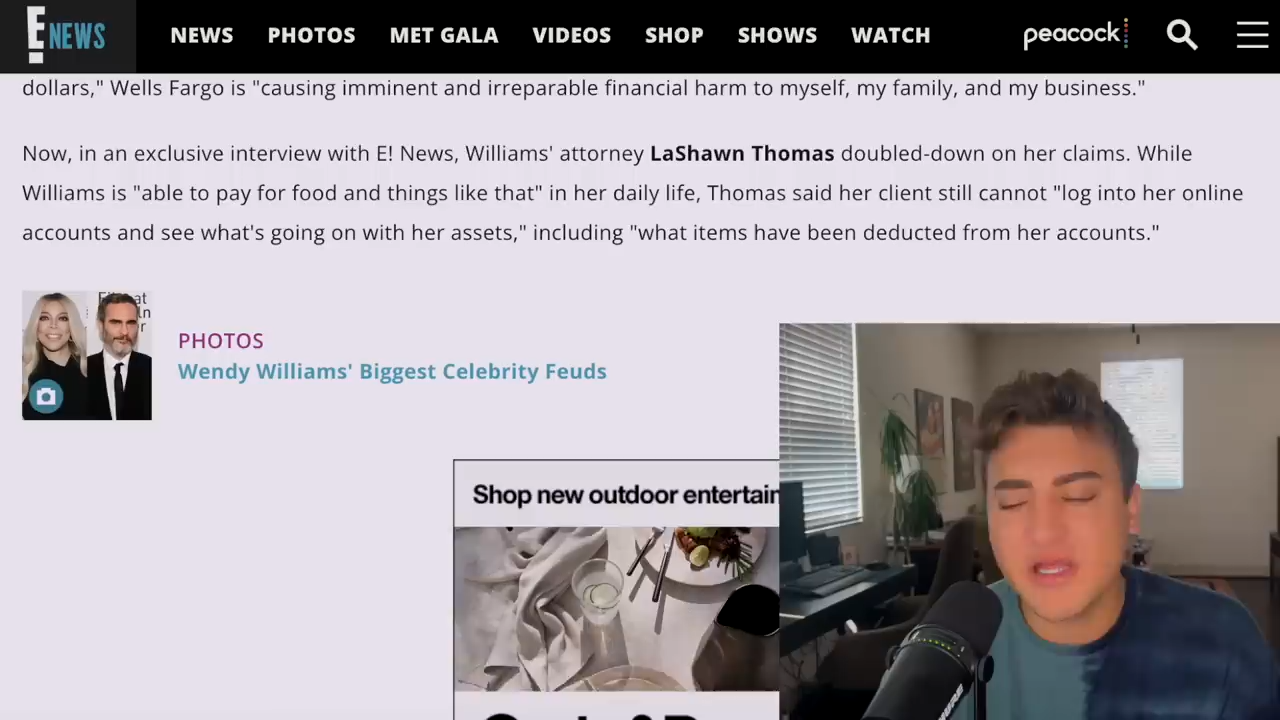 E NEWS
NEWS PHOTOS MET GALA VIDEOS SHOP SHOWS WATCH
peacock
dollars," Wells Fargo is "causing imminent and irreparable financial harm to myself, my family, and my business."
Now, in an exclusive interview with E! News, Williams' attorney LaShawn Thomas doubled-down on her claims. While
Williams is "able to pay for food and things like that" in her daily life, Thomas said her client still cannot "log into her online
accounts and see what's going on with her assets," including "what items have been deducted from her accounts."
PHOTOS
Wendy Williams' Biggest Celebrity Feuds
Shop new outdoor entertain